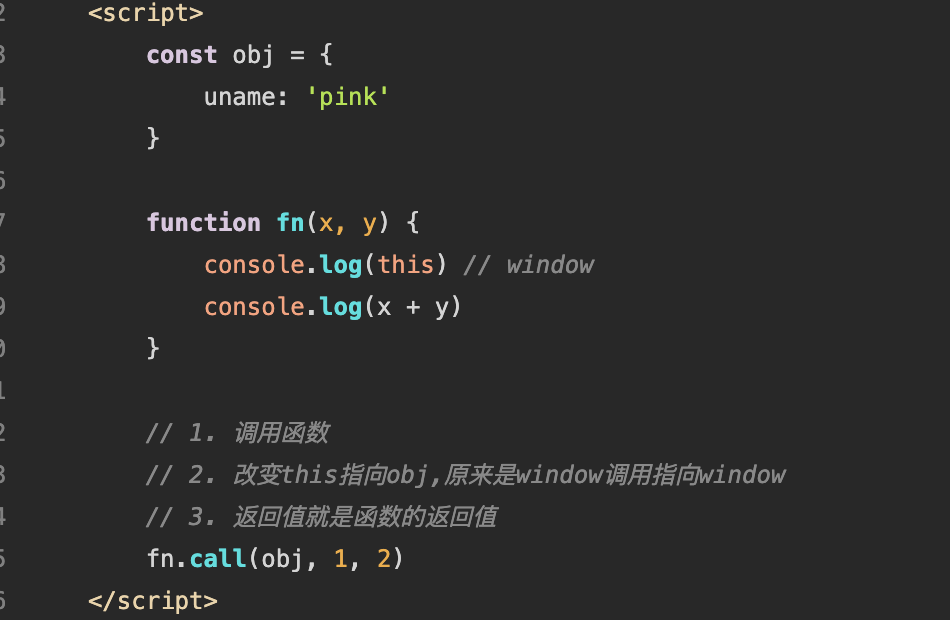 2 <script>
3 const obj = {
4 uname: 'pink'
5 }
6
7 function fn(x, y) {
8 console.log(this) // window
9 console.log(x + y)
0 }
1
2 // 1. 调用函数
3 // 2. 改变this指向obj,原来是window调用指向window
4 // 3. 返回值就是函数的返回值
5 fn.call(obj, 1, 2)
6 </script>